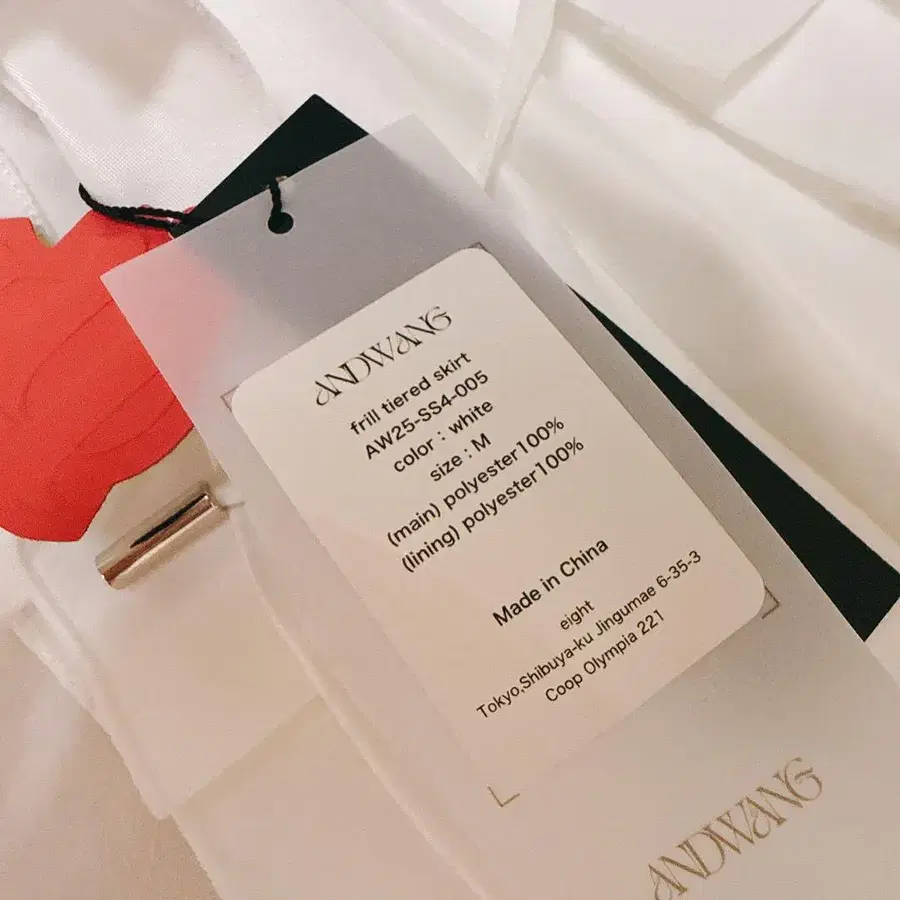 ANDWANG
frill tiered skirt
AW25-SS4-005
color : white
size : M
(main) polyester100%
(lining) polyester100%
Made in China
eight
Tokyo,Shibuya-ku Jingumae 6-35-3
Coop Olympia 221
ANDWANG